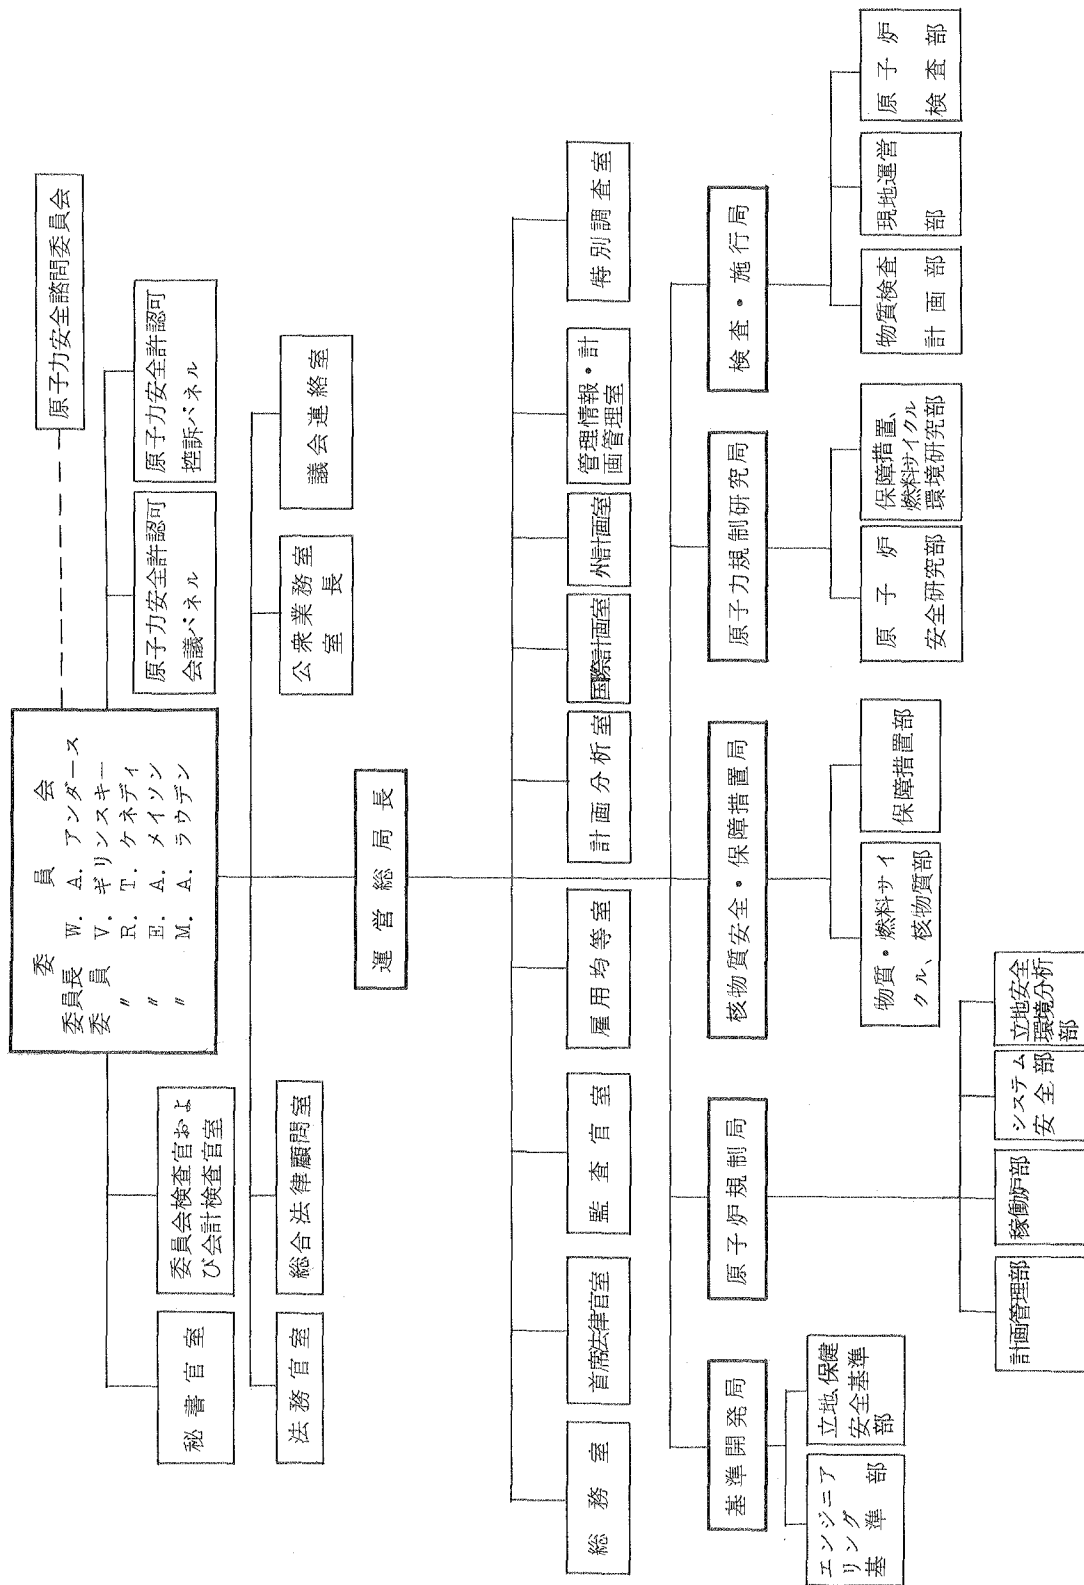 原子力安全諮問委員会
委員会
委員長 W. A. アンダース
委員 V. ギリンスキー
〃 R. T. ケネディ
〃 E. A. メイソン
〃 M. A. ラウデン
秘書官室
委員会検査官およ
び会計検査官室
原子力安全許認可
会議パネル
原子力安全許認可
控訴パネル
法務官室
総合法律顧問室
公衆業務室
室長
議会連絡室
運営総局長
総務室
首席法律官室
監査官室
雇用均等室
計画分析室
国際計画室
州計画室
管理情報・計
画管理室
特別調査室
基準開発局
原子炉規制局
核物質安全・保障措置局
原子力規制研究局
検査・施行局
エンジニア
リング
基準部
立地、保健
安全基準
部
計画管理部
稼働炉部
システム
安全部
立地安全
環境分析
部
物質・燃料サイ
クル、核物質部
保障措置部
原子炉
安全研究部
保障措置、
燃料サイクル
環境研究部
物質検査
計画部
現地運営
部
原子炉
検査部